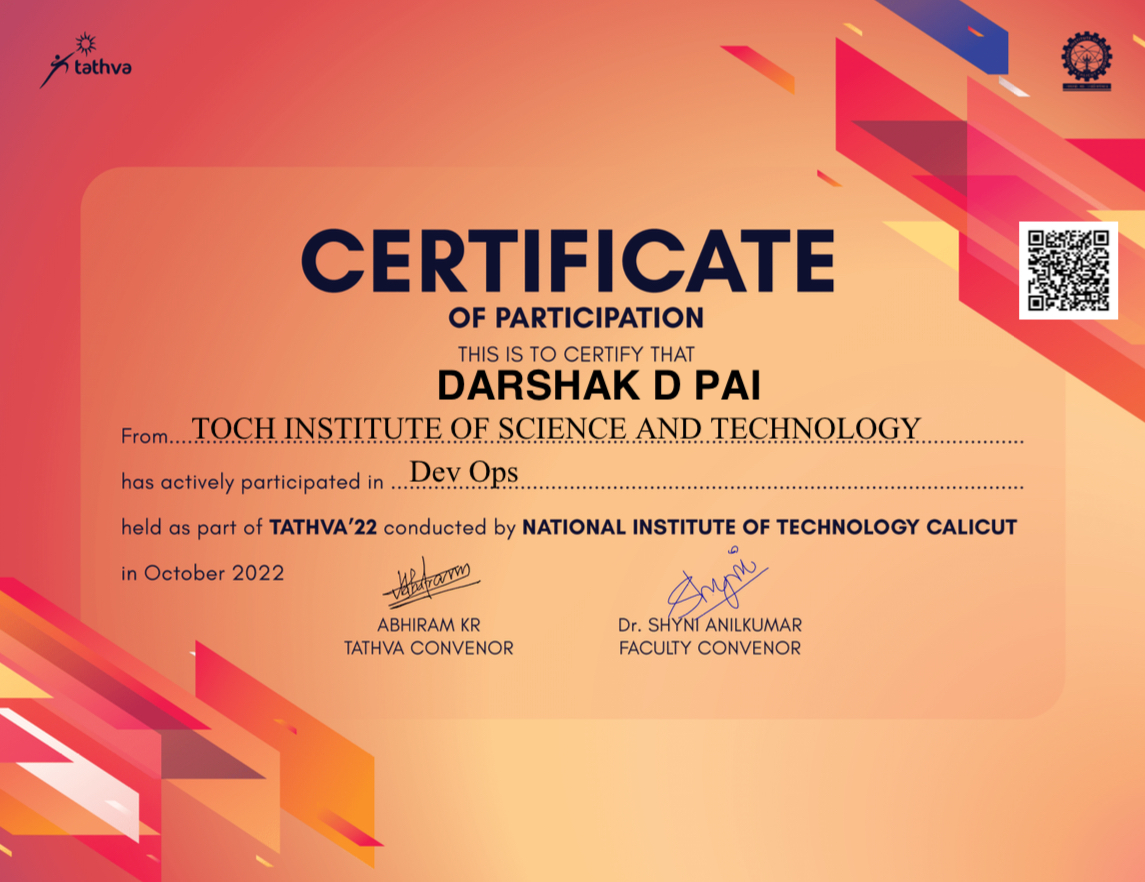 tathva
CERTIFICATE
OF PARTICIPATION
THIS IS TO CERTIFY THAT
DARSHAK D PAI
From....TOCH INSTITUTE OF SCIENCE AND TECHNOLOGY
has actively participated in ...Dev Ops
held as part of TATHVA'22 conducted by NATIONAL INSTITUTE OF TECHNOLOGY CALICUT
in October 2022
ABHIRAM KR
TATHVA CONVENOR
Dr. SHYNI ANILKUMAR
FACULTY CONVENOR